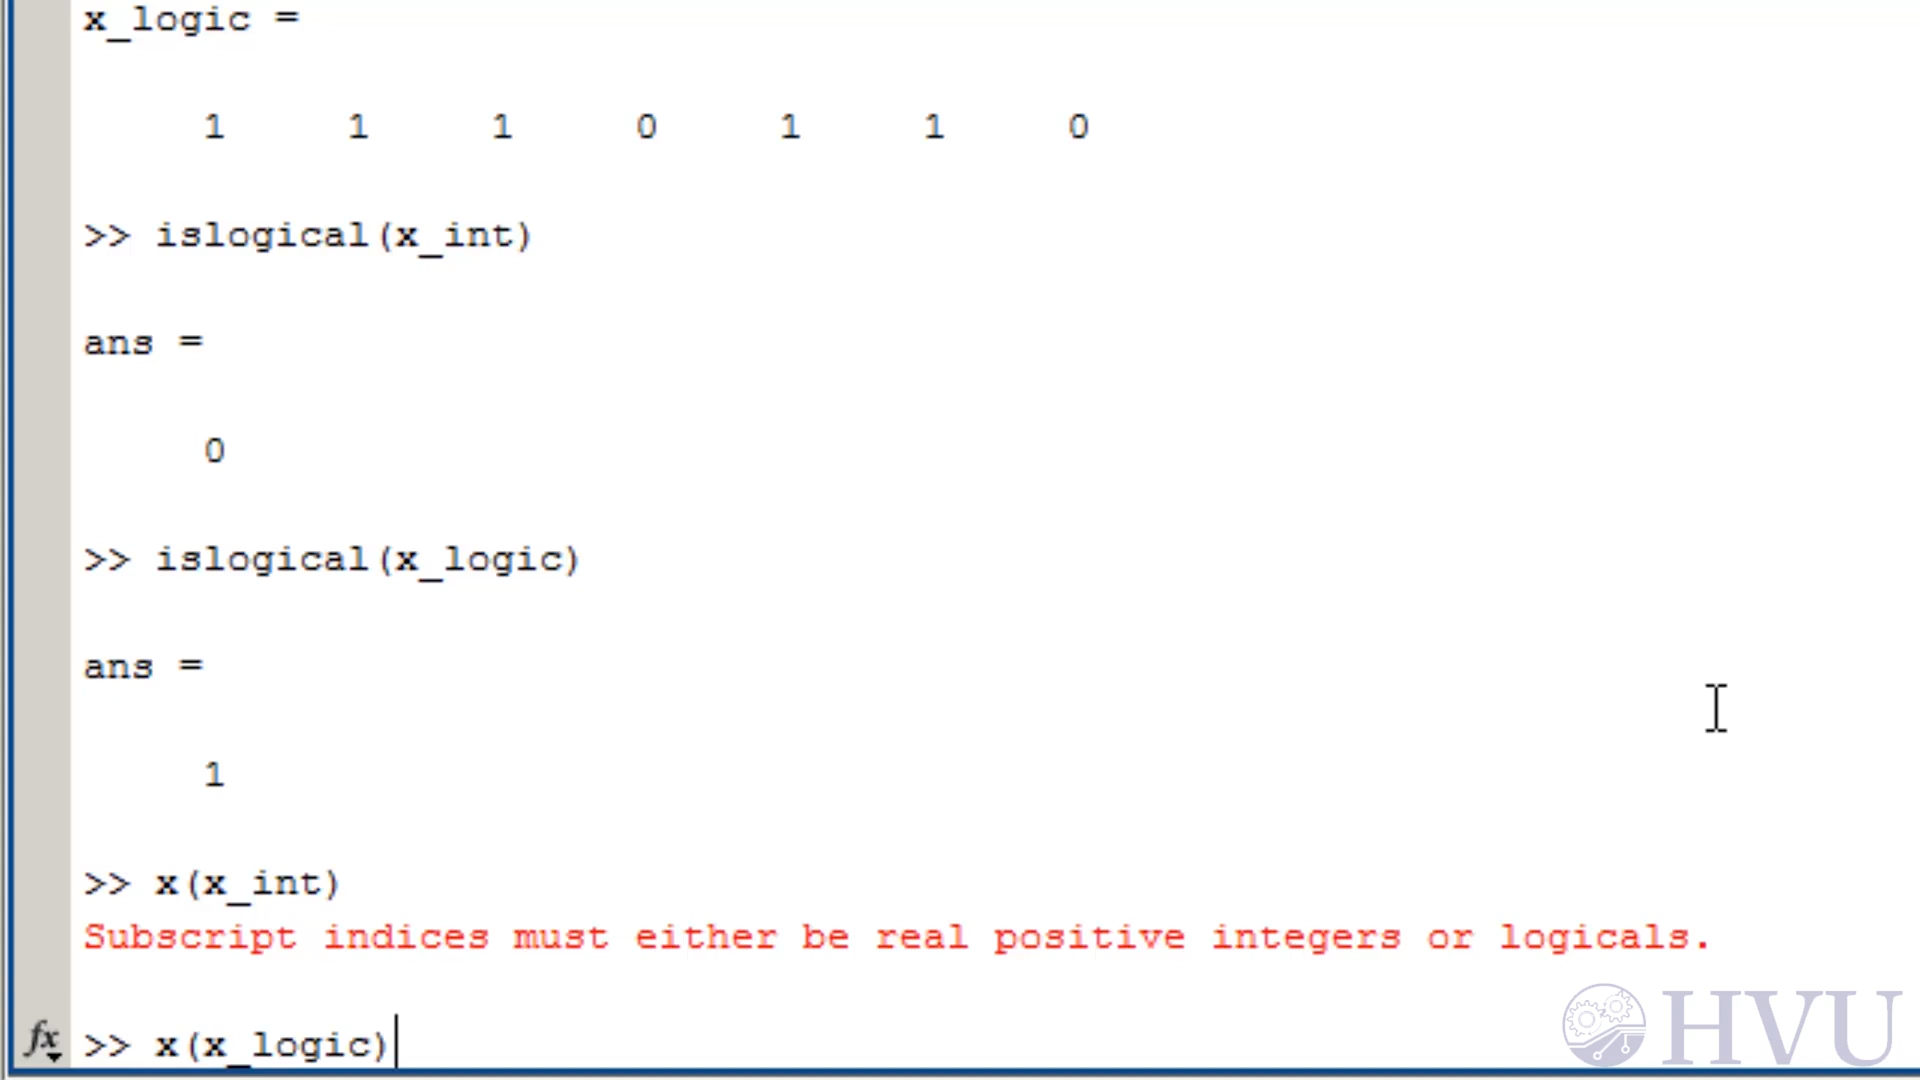 x_logic =
1 1 1 0 1 1 0
>> islogical(x_int)
ans =
0
>> islogical(x_logic)
ans =
1
>> x(x_int)
Subscript indices must either be real positive integers or logicals.
fx >> x(x_logic)
HVU